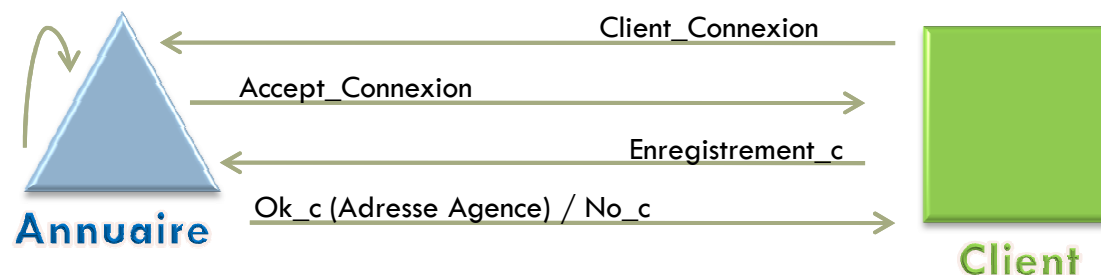 Client_Connexion
Accept_Connexion
Enregistrement_c
Ok_c (Adresse Agence) / No_c
Annuaire
Client